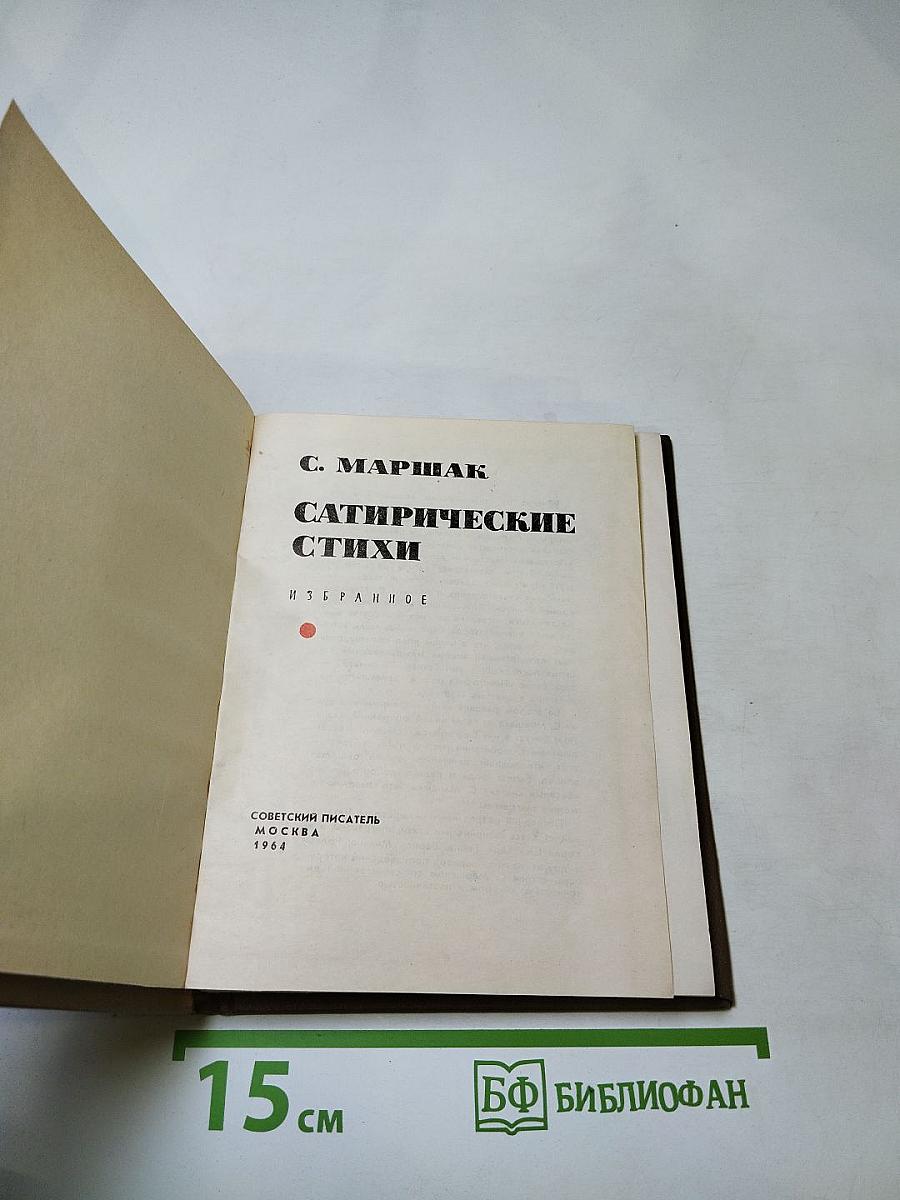 С. МАРШАК
САТИРИЧЕСКИЕ
СТИХИ
ИЗБРАННОЕ
СОВЕТСКИЙ ПИСАТЕЛЬ
МОСКВА
1964
15 см
БФ БИБЛИОФАН